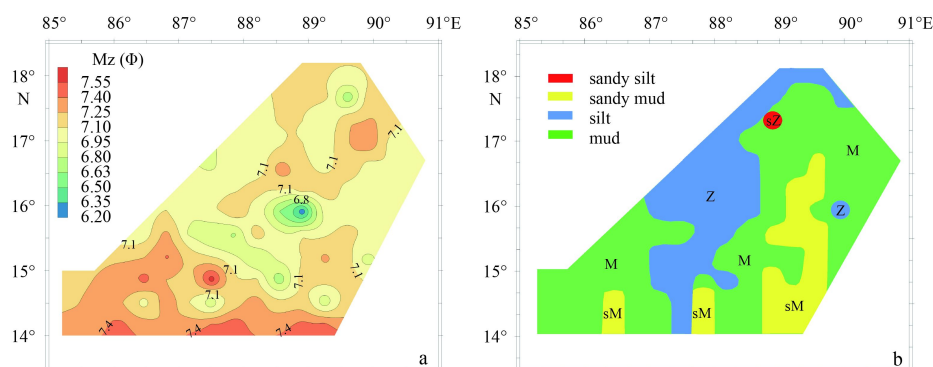 85° 86° 87° 88° 89° 90° 91°E
Mz (Φ)
7.55
7.40
7.25
7.10
6.95
6.80
6.63
6.50
6.35
6.20
18°
N
17°
16°
15°
14°
7.1
7.1
7.1
7.1
6.8
7.1
7.1
7.1
7.1
7.1
7.1
7.4
7.4
7.4
a
85° 86° 87° 88° 89° 90° 91°E
sandy silt
sandy mud
silt
mud
18°
N
17°
16°
15°
14°
sZ
M
Z
Z
M
M
sM
sM
sM
b